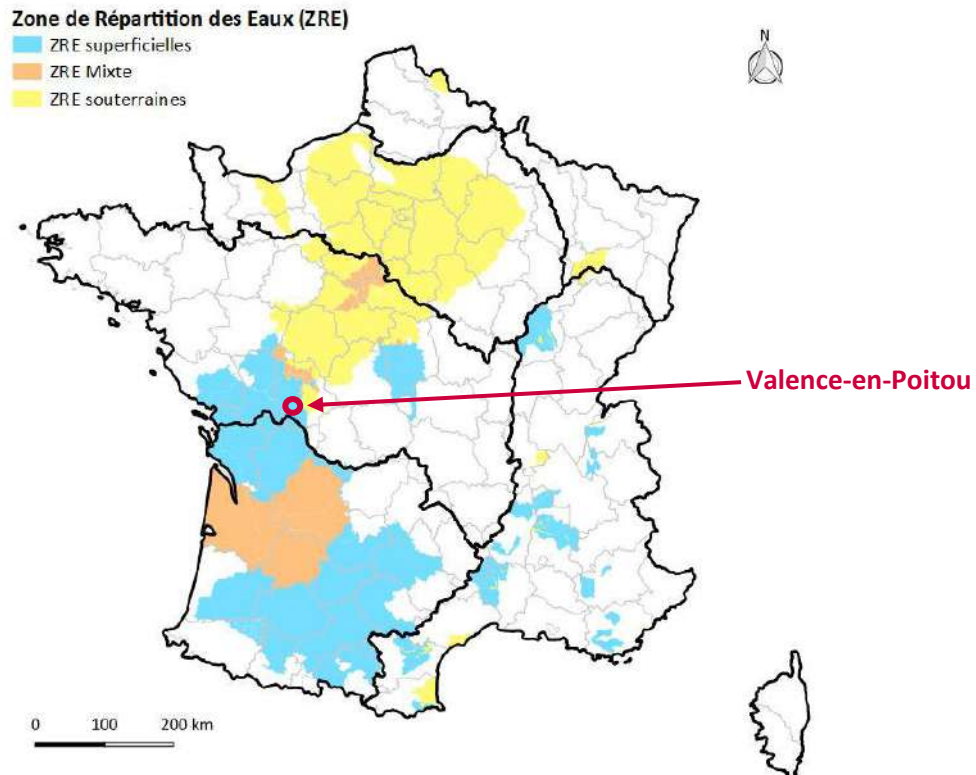 Zone de Répartition des Eaux (ZRE)
ZRE superficielles
ZRE Mixte
ZRE souterraines
N
Valence-en-Poitou
0 100 200 km